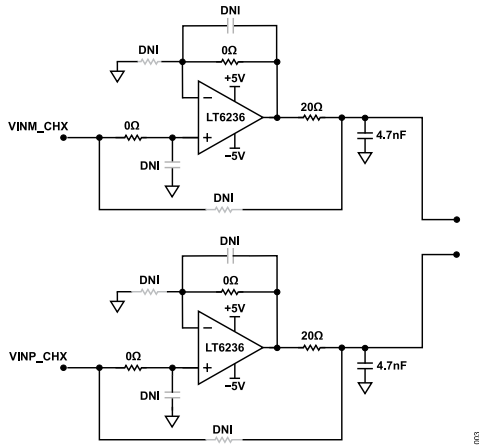 DNI
DNI
0Ω
+5V
LT6236
20Ω
VINM_CHX
0Ω
4.7nF
DNI
−5V
DNI
DNI
DNI
0Ω
+5V
LT6236
20Ω
VINP_CHX
0Ω
4.7nF
DNI
−5V
DNI
003